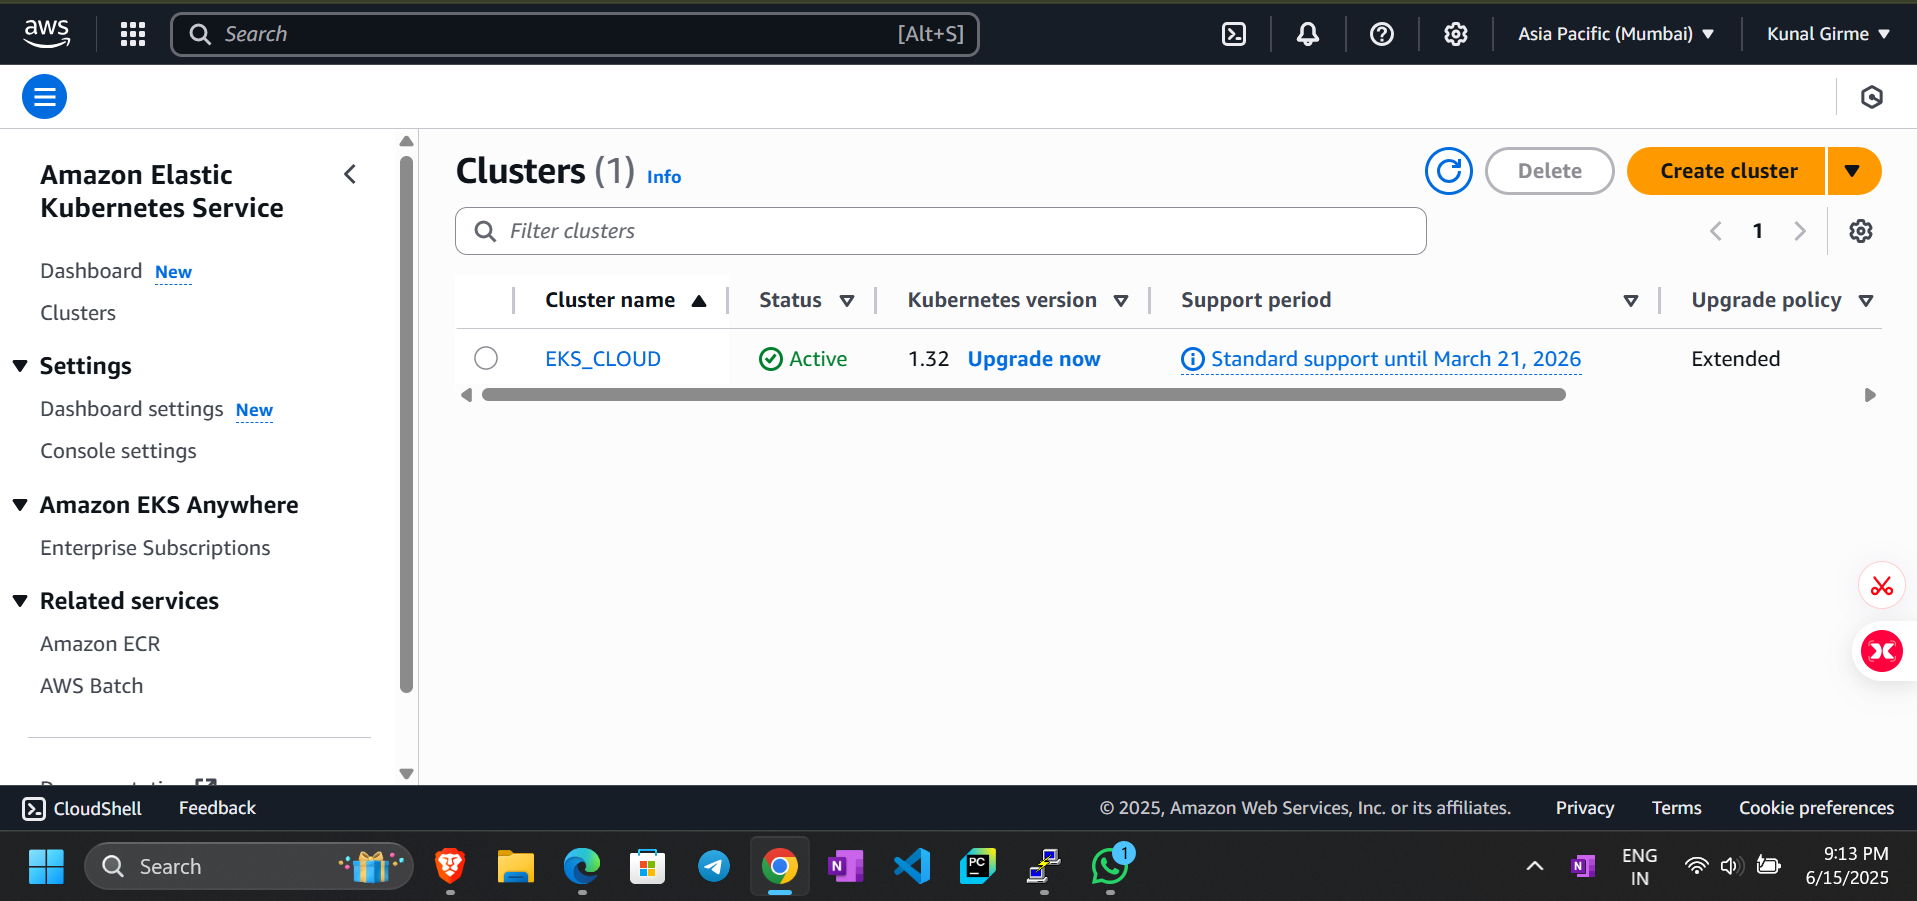 aws
Search
[Alt+S]
Asia Pacific (Mumbai)
Kunal Girme
Amazon Elastic
Kubernetes Service
Dashboard New
Clusters
Settings
Dashboard settings New
Console settings
Amazon EKS Anywhere
Enterprise Subscriptions
Related services
Amazon ECR
AWS Batch
Clusters (1) Info
Delete
Create cluster
Filter clusters
1
Cluster name
Status
Kubernetes version
Support period
Upgrade policy
EKS_CLOUD
Active
1.32 Upgrade now
Standard support until March 21, 2026
Extended
CloudShell
Feedback
© 2025, Amazon Web Services, Inc. or its affiliates.
Privacy
Terms
Cookie preferences
Search
N
PC
1
N
ENG
IN
9:13 PM
6/15/2025